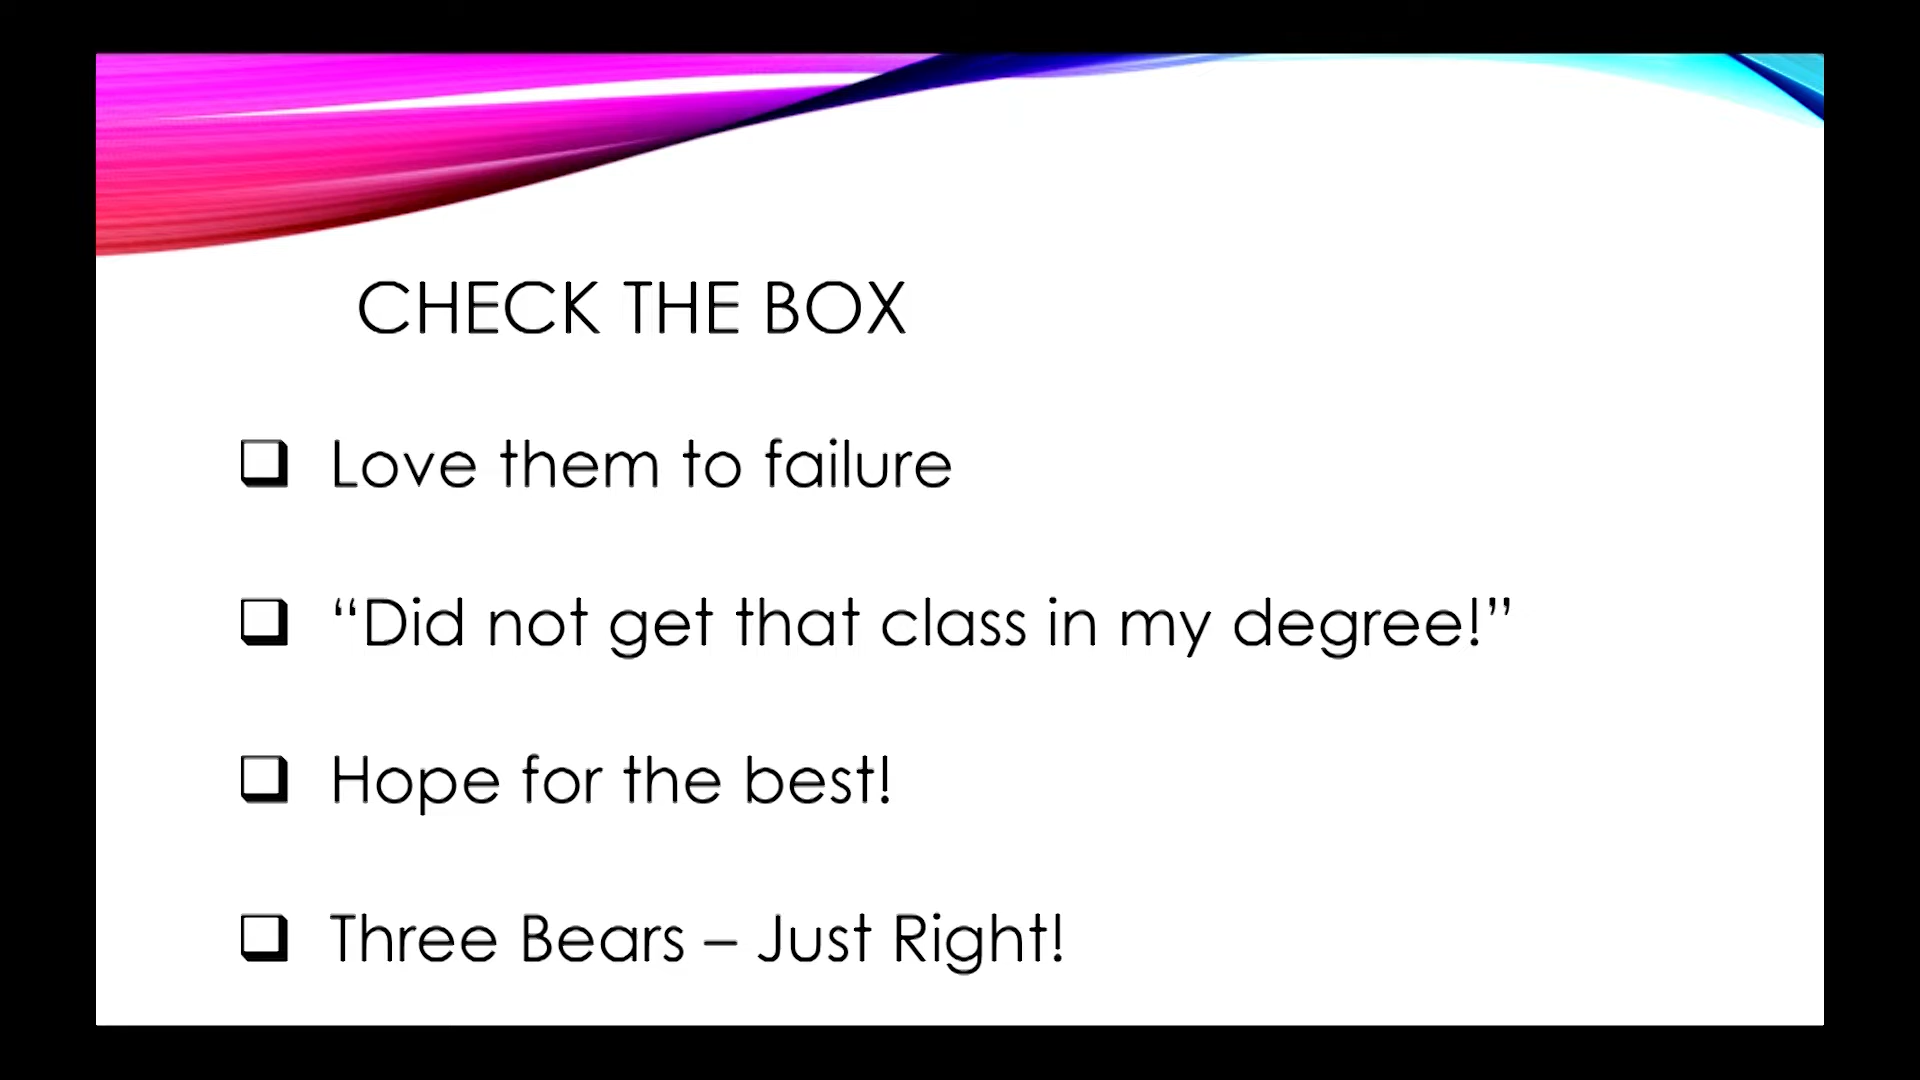 CHECK THE BOX
Love them to failure
“Did not get that class in my degree!”
Hope for the best!
Three Bears – Just Right!